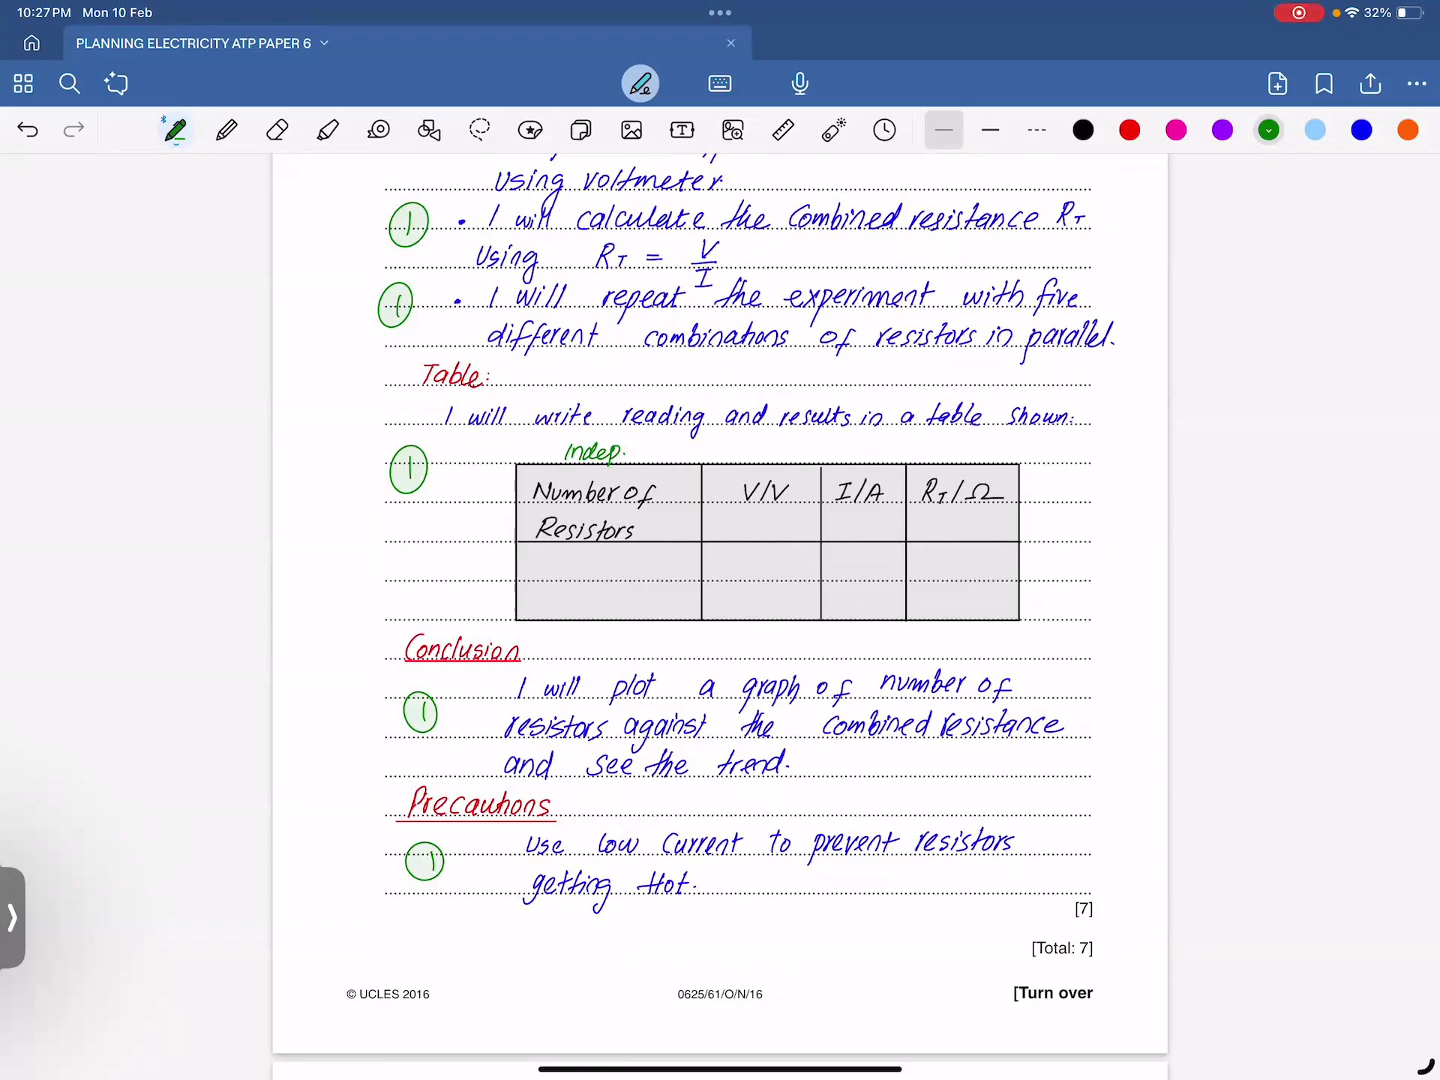 10:27 PM Mon 10 Feb
32%
PLANNING ELECTRICITY ATP PAPER 6
using voltmeter
1 • I will calculate the combined resistance R_T
using R_T = V/I
1 • I will repeat the experiment with five
different combinations of resistors in parallel.
Table:
I will write reading and results in a table shown:
indep.
1
Number of V/V I/A R_T/Ω
Resistors
Conclusion
I will plot a graph of number of
1
resistors against the combined resistance
and see the trend.
Precautions
1 use low current to prevent resistors
getting Hot.
[7]
[Total: 7]
© UCLES 2016 0625/61/O/N/16 [Turn over